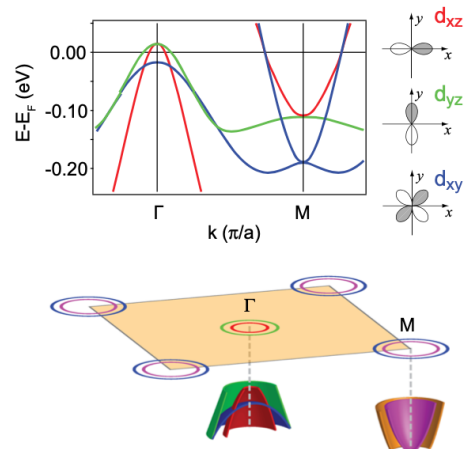 0.00
-0.10
-0.20
E-E_F (eV)
Γ
M
k (π/a)
d_xz
y
x
d_yz
y
x
d_xy
y
x
Γ
M